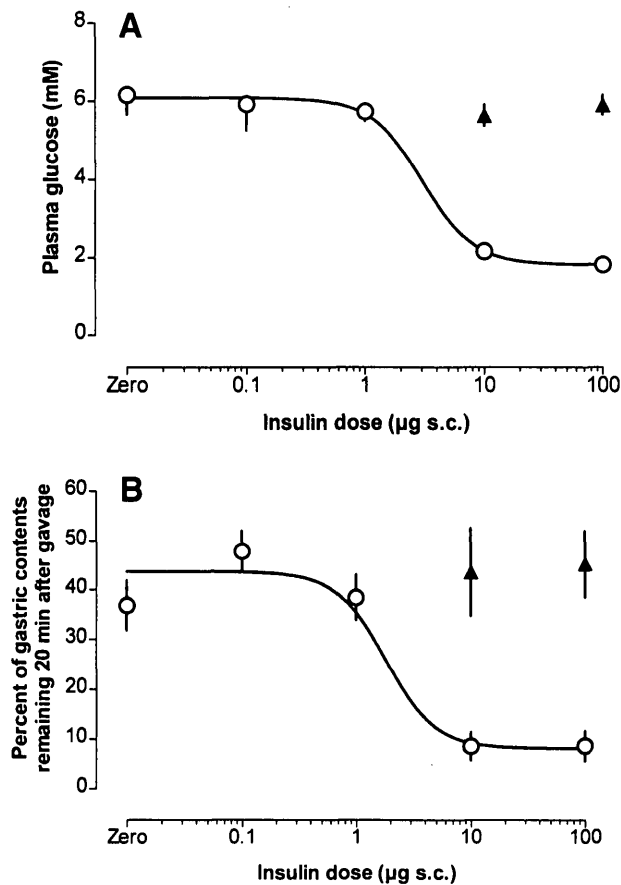 A
8
6
4
2
0
Plasma glucose (mM)
Zero 0.1 1 10 100
Insulin dose (µg s.c.)
B
60
50
40
30
20
10
0
Percent of gastric contents
remaining 20 min after gavage
Zero 0.1 1 10 100
Insulin dose (µg s.c.)